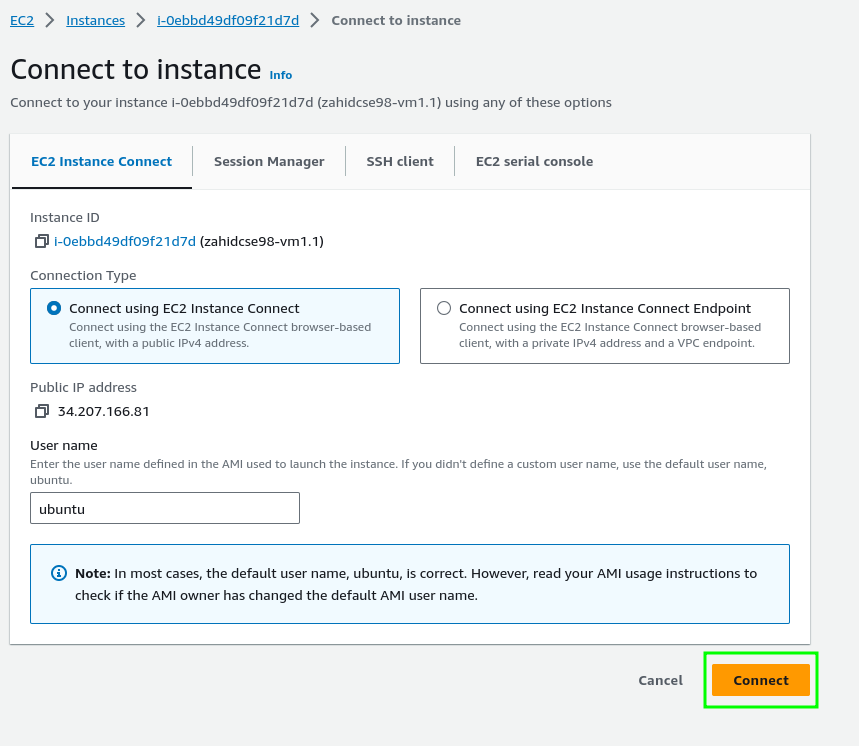 EC2 > Instances > i-0ebbd49df09f21d7d > Connect to instance
Connect to instance Info
Connect to your instance i-0ebbd49df09f21d7d (zahidcse98-vm1.1) using any of these options
EC2 Instance Connect
Session Manager
SSH client
EC2 serial console
Instance ID
i-0ebbd49df09f21d7d (zahidcse98-vm1.1)
Connection Type
Connect using EC2 Instance Connect
Connect using the EC2 Instance Connect browser-based
client, with a public IPv4 address.
Connect using EC2 Instance Connect Endpoint
Connect using the EC2 Instance Connect browser-based
client, with a private IPv4 address and a VPC endpoint.
Public IP address
34.207.166.81
User name
Enter the user name defined in the AMI used to launch the instance. If you didn't define a custom user name, use the default user name,
ubuntu.
ubuntu
Note: In most cases, the default user name, ubuntu, is correct. However, read your AMI usage instructions to
check if the AMI owner has changed the default AMI user name.
Cancel
Connect